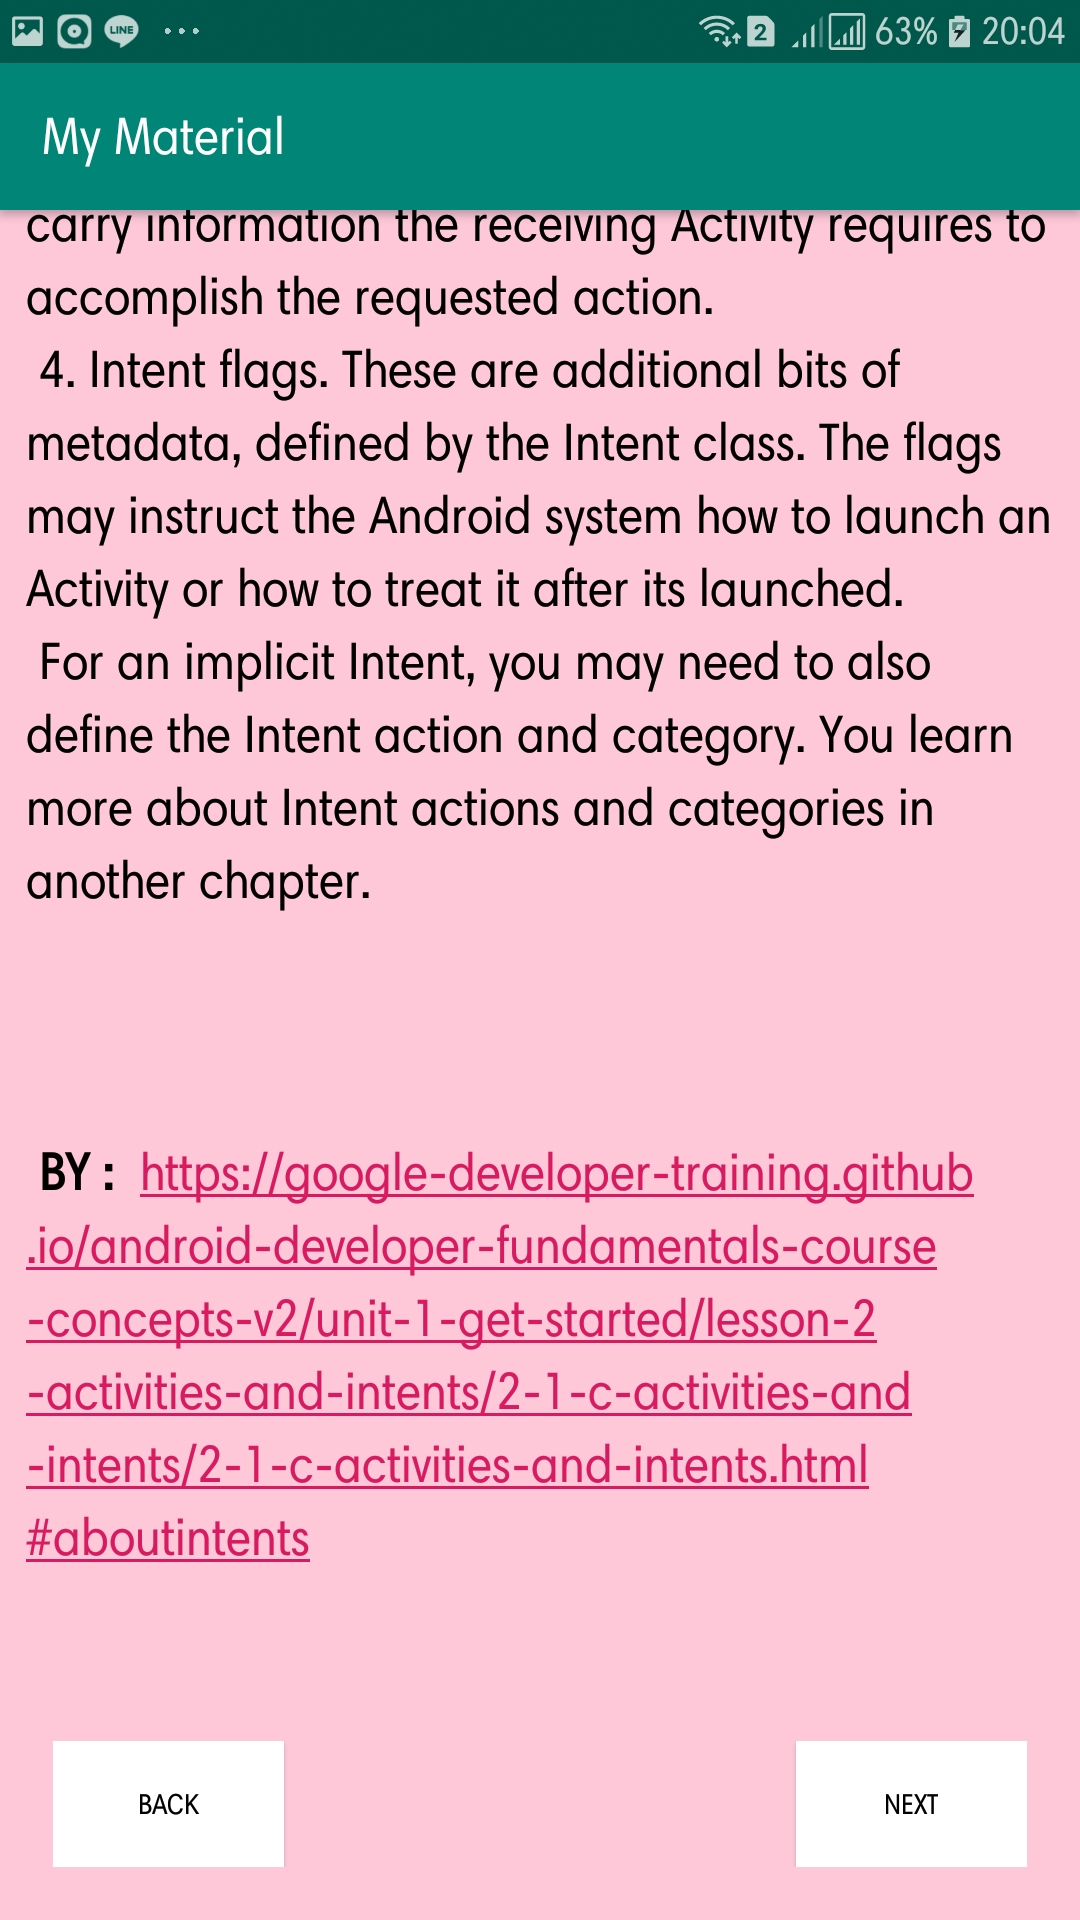 LINE
2
63%
20:04
My Material
carry information the receiving Activity requires to
accomplish the requested action.
4. Intent flags. These are additional bits of
metadata, defined by the Intent class. The flags
may instruct the Android system how to launch an
Activity or how to treat it after its launched.
For an implicit Intent, you may need to also
define the Intent action and category. You learn
more about Intent actions and categories in
another chapter.
BY : https://google-developer-training.github
.io/android-developer-fundamentals-course
-concepts-v2/unit-1-get-started/lesson-2
-activities-and-intents/2-1-c-activities-and
-intents/2-1-c-activities-and-intents.html
#aboutintents
BACK
NEXT